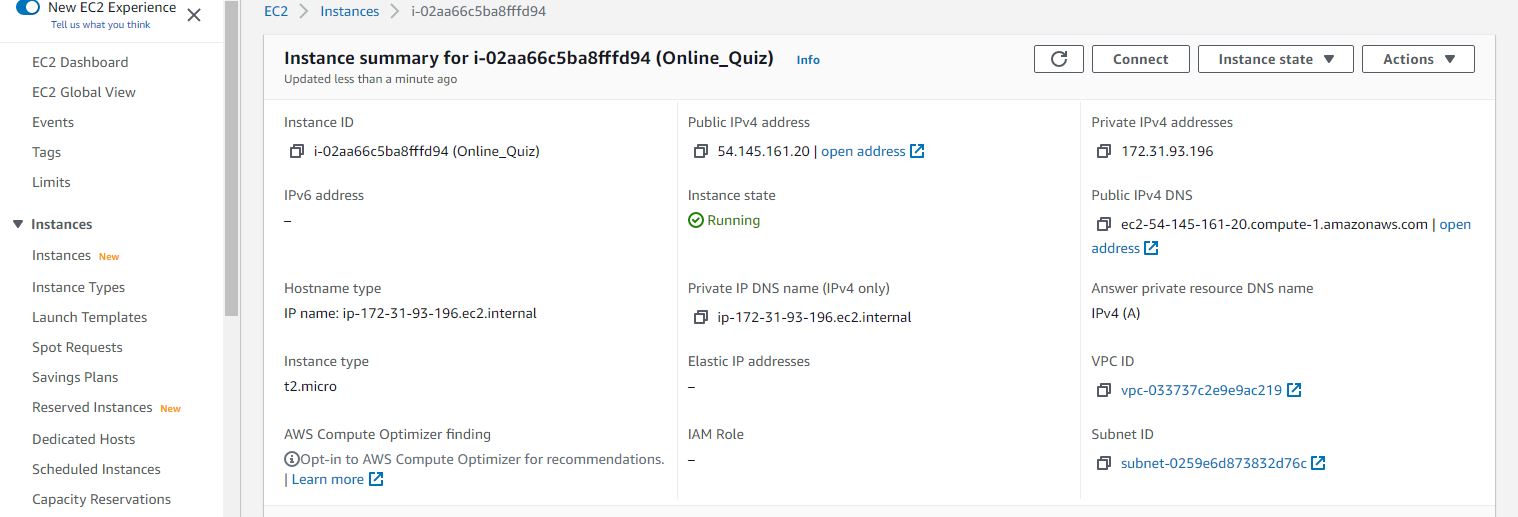 New EC2 Experience
Tell us what you think
EC2 Dashboard
EC2 Global View
Events
Tags
Limits
Instances
Instances New
Instance Types
Launch Templates
Spot Requests
Savings Plans
Reserved Instances New
Dedicated Hosts
Scheduled Instances
Capacity Reservations
EC2 > Instances > i-02aa66c5ba8fffd94
Instance summary for i-02aa66c5ba8fffd94 (Online_Quiz) Info
Updated less than a minute ago
Connect
Instance state
Actions
Instance ID
i-02aa66c5ba8fffd94 (Online_Quiz)
Public IPv4 address
54.145.161.20 | open address
Private IPv4 addresses
172.31.93.196
IPv6 address
–
Instance state
Running
Public IPv4 DNS
ec2-54-145-161-20.compute-1.amazonaws.com | open
address
Hostname type
IP name: ip-172-31-93-196.ec2.internal
Private IP DNS name (IPv4 only)
ip-172-31-93-196.ec2.internal
Answer private resource DNS name
IPv4 (A)
Instance type
t2.micro
Elastic IP addresses
–
VPC ID
vpc-033737c2e9e9ac219
AWS Compute Optimizer finding
Opt-in to AWS Compute Optimizer for recommendations.
| Learn more
IAM Role
–
Subnet ID
subnet-0259e6d873832d76c